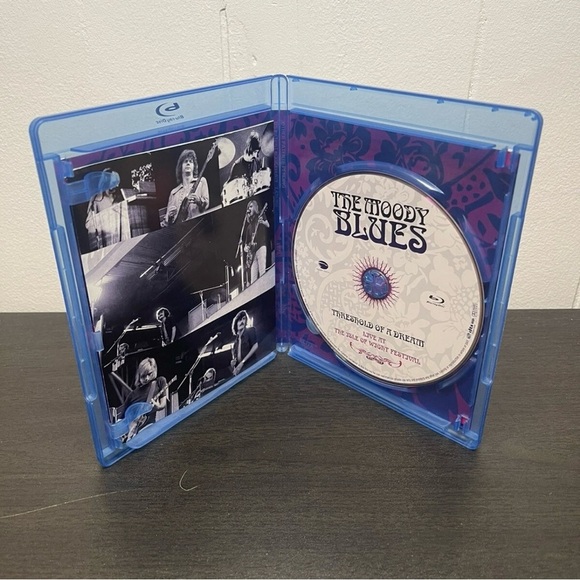 THE MOODY
BLUES
THRESHOLD OF A DREAM
LIVE AT
THE ISLE OF WIGHT FESTIVAL